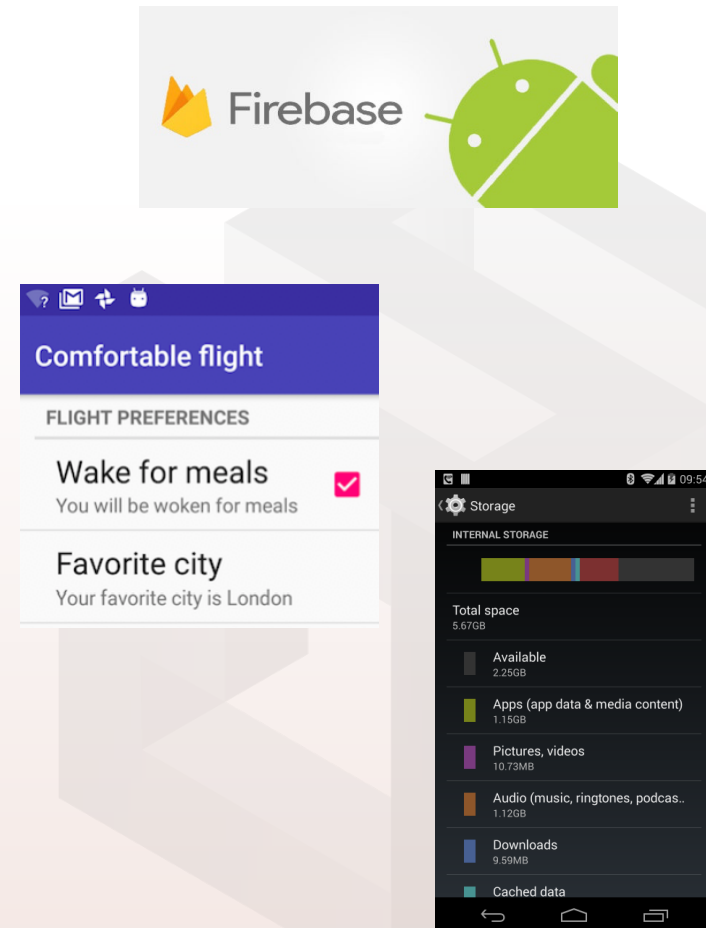 Firebase
Comfortable flight
FLIGHT PREFERENCES
Wake for meals
You will be woken for meals
Favorite city
Your favorite city is London
09:54
Storage
INTERNAL STORAGE
Total space
5.67GB
Available
2.25GB
Apps (app data & media content)
1.15GB
Pictures, videos
10.73MB
Audio (music, ringtones, podcas..
1.12GB
Downloads
9.59MB
Cached data